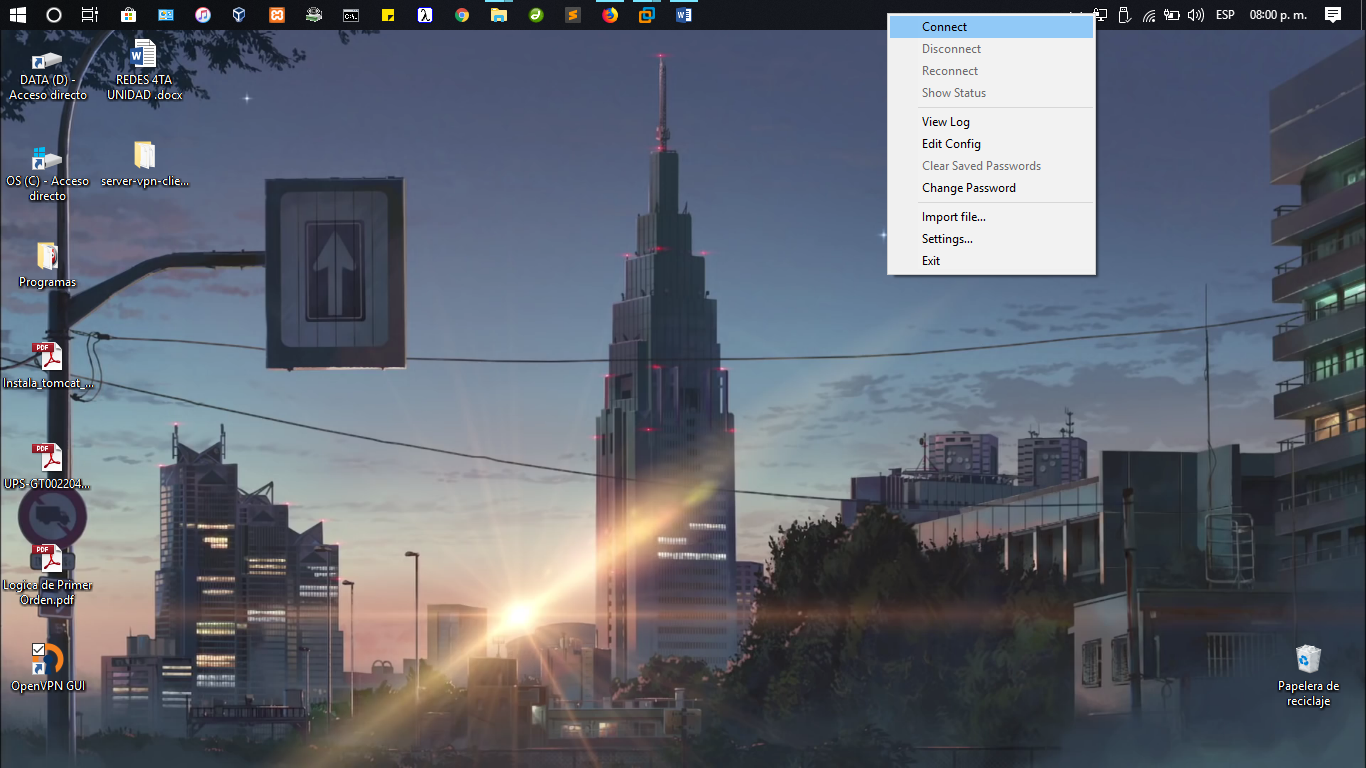 ESP
08:00 p. m.
DATA (D) -
Acceso directo
REDES 4TA
UNIDAD .docx
OS (C) - Acceso
directo
server-vpn-clie...
Programas
Instala_tomcat_...
UPS-GT002204...
Logica de Primer
Orden.pdf
OpenVPN GUI
Connect
Disconnect
Reconnect
Show Status
View Log
Edit Config
Clear Saved Passwords
Change Password
Import file...
Settings...
Exit
Papelera de
reciclaje
PDF
PDF
PDF